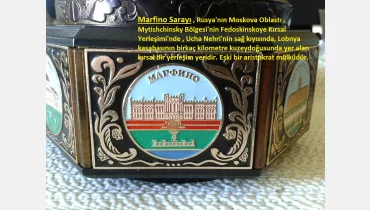 Marfino Sarayı , Rusya'nın Moskova Oblastı ,
Mytishchinsky Bölgesi'nin Fedoskinskoye Kırsal
Yerleşimi'nde , Ucha Nehri'nin sağ kıyısında, Lobnya
kasabasının birkaç kilometre kuzeydoğusunda yer alan
kırsal bir yerleşim yeridir. Eski bir aristokrat mülküdür.
МАРФИНО